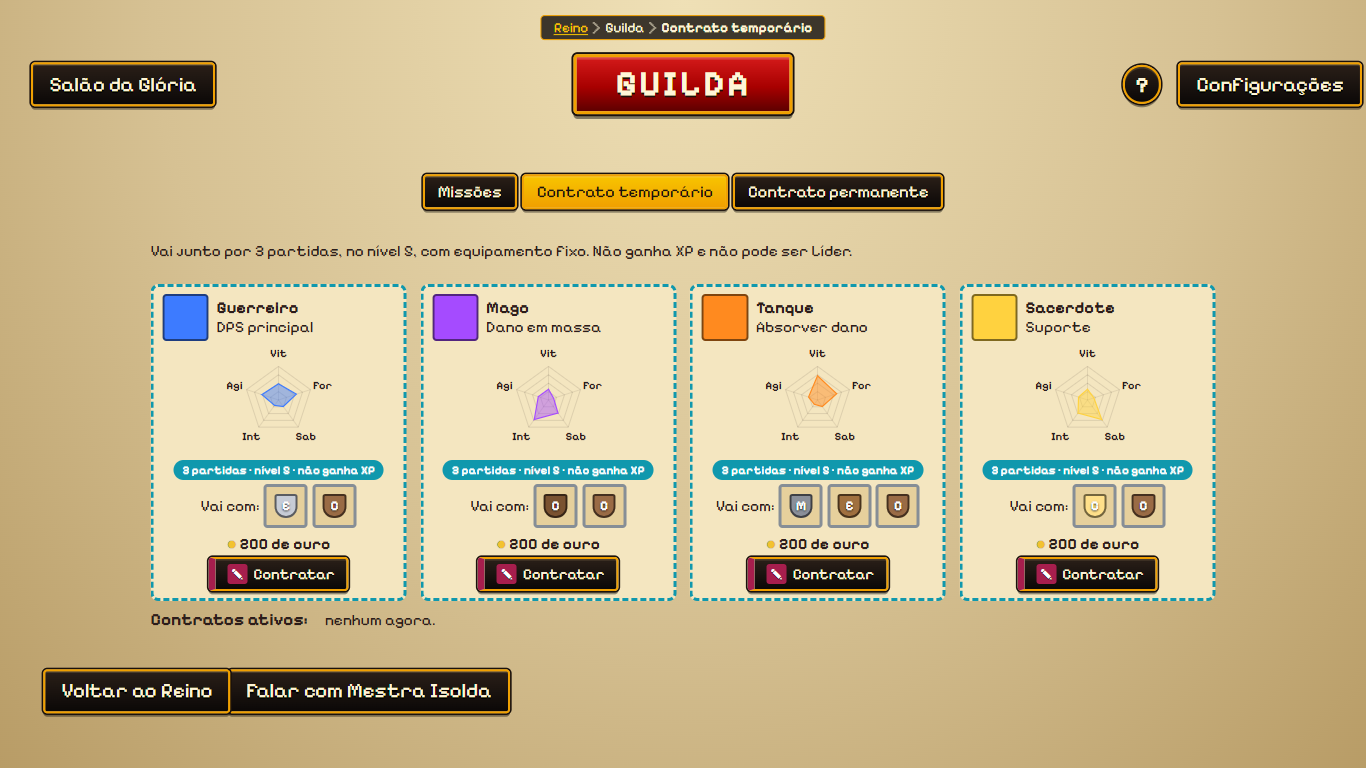 Reino > Guilda > Contrato temporário
Salão da Glória
GUILDA
?
Configurações
Missões
Contrato temporário
Contrato permanente
Vai junto por 3 partidas, no nível 8, com equipamento fixo. Não ganha XP e não pode ser Líder.
Guerreiro
DPS principal
Vit
Agi
For
Int
Sab
3 partidas · nível 8 · não ganha XP
Vai com:
E
O
200 de ouro
Contratar
Mago
Dano em massa
Vit
Agi
For
Int
Sab
3 partidas · nível 8 · não ganha XP
Vai com:
O
O
200 de ouro
Contratar
Tanque
Absorver dano
Vit
Agi
For
Int
Sab
3 partidas · nível 8 · não ganha XP
Vai com:
M
E
O
200 de ouro
Contratar
Sacerdote
Suporte
Vit
Agi
For
Int
Sab
3 partidas · nível 8 · não ganha XP
Vai com:
O
O
200 de ouro
Contratar
Contratos ativos: nenhum agora.
Voltar ao Reino
Falar com Mestra Isolda